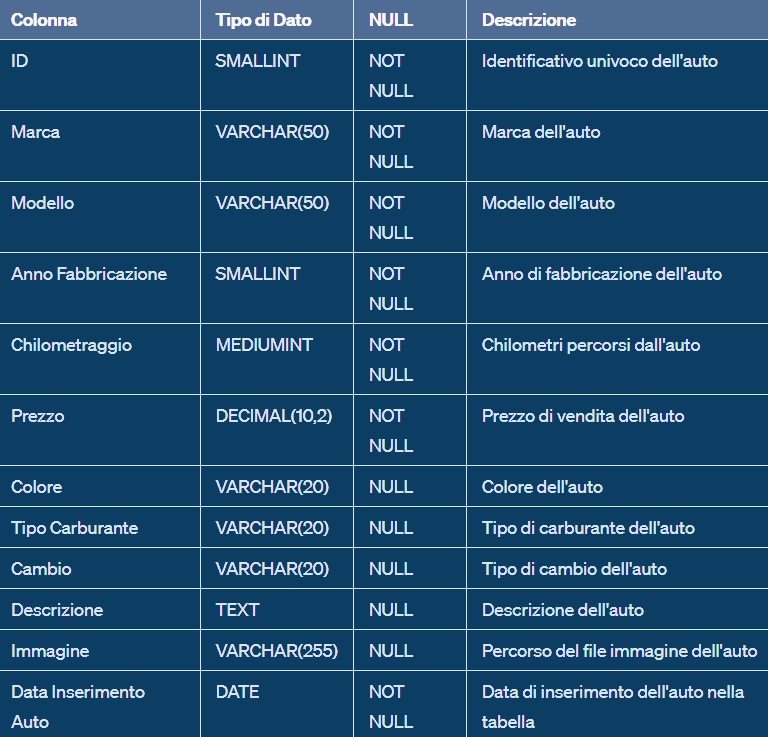 Colonna Tipo di Dato NULL Descrizione
ID SMALLINT NOT Identificativo univoco dell'auto
NULL
Marca VARCHAR(50) NOT Marca dell'auto
NULL
Modello VARCHAR(50) NOT Modello dell'auto
NULL
Anno Fabbricazione SMALLINT NOT Anno di fabbricazione dell'auto
NULL
Chilometraggio MEDIUMINT NOT Chilometri percorsi dall'auto
NULL
Prezzo DECIMAL(10,2) NOT Prezzo di vendita dell'auto
NULL
Colore VARCHAR(20) NULL Colore dell'auto
Tipo Carburante VARCHAR(20) NULL Tipo di carburante dell'auto
Cambio VARCHAR(20) NULL Tipo di cambio dell'auto
Descrizione TEXT NULL Descrizione dell'auto
Immagine VARCHAR(255) NULL Percorso del file immagine dell'auto
Data Inserimento DATE NOT Data di inserimento dell'auto nella
Auto NULL tabella